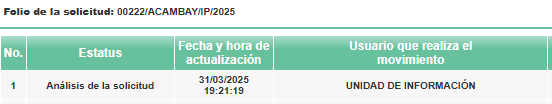 Folio de la solicitud: 00222/ACAMBAY/IP/2025
No. Estatus Fecha y hora de actualización Usuario que realiza el movimiento
1 Análisis de la solicitud 31/03/2025 19:21:19 UNIDAD DE INFORMACIÓN